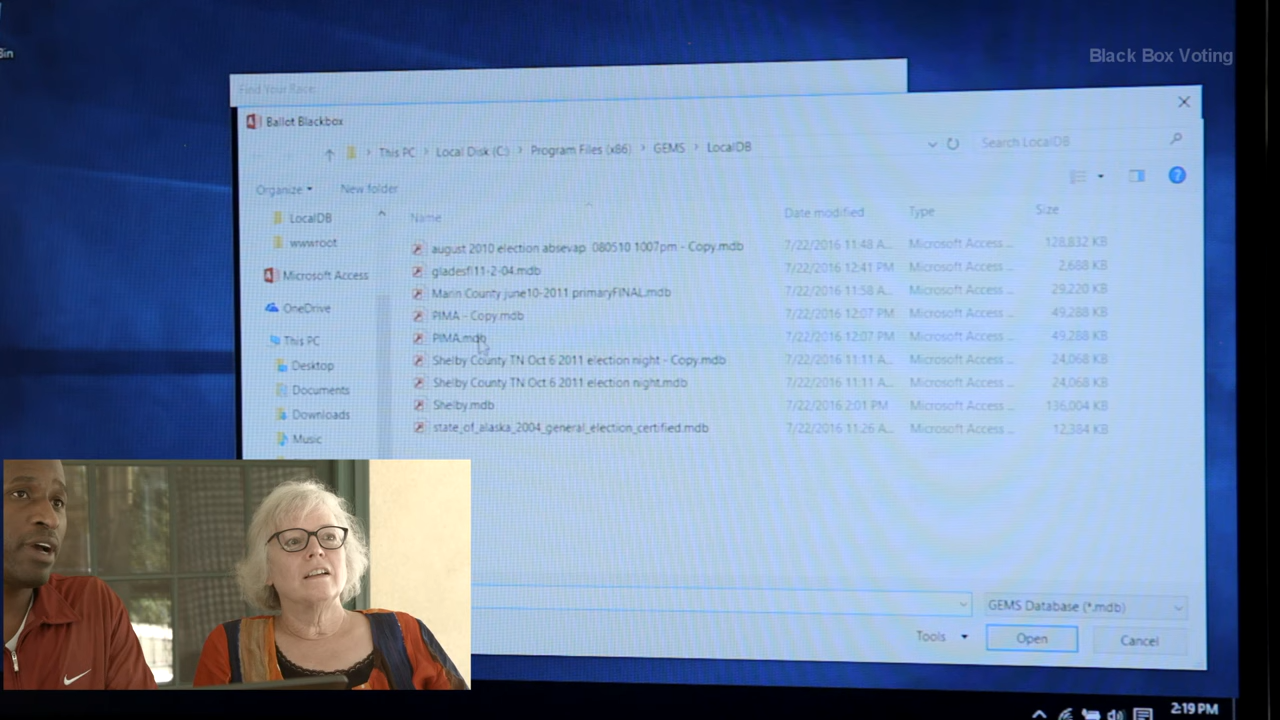 Bin
Black Box Voting
Find Your Race
Ballot Blackbox
This PC > Local Disk (C:) > Program Files (x86) > GEMS > LocalDB
Search LocalDB
Organize
New folder
Name Date modified Type Size
august 2010 election absevap 080510 1007pm - Copy.mdb 7/22/2016 11:48 A... Microsoft Access ... 128,832 KB
gladesfl11-2-04.mdb 7/22/2016 12:41 PM Microsoft Access ... 2,688 KB
Marin County june10-2011 primaryFINAL.mdb 7/22/2016 11:58 A... Microsoft Access ... 29,220 KB
PIMA - Copy.mdb 7/22/2016 12:07 PM Microsoft Access ... 49,288 KB
PIMA.mdb 7/22/2016 12:07 PM Microsoft Access ... 49,288 KB
Shelby County TN Oct 6 2011 election night - Copy.mdb 7/22/2016 11:11 A... Microsoft Access ... 24,068 KB
Shelby County TN Oct 6 2011 election night.mdb 7/22/2016 11:11 A... Microsoft Access ... 24,068 KB
Shelby.mdb 7/22/2016 2:01 PM Microsoft Access ... 136,004 KB
state_of_alaska_2004_general_election_certified.mdb 7/22/2016 11:26 A... Microsoft Access ... 12,384 KB
LocalDB
wwwroot
Microsoft Access
OneDrive
This PC
Desktop
Documents
Downloads
Music
GEMS Database (*.mdb)
Tools
Open
Cancel
2:19 PM